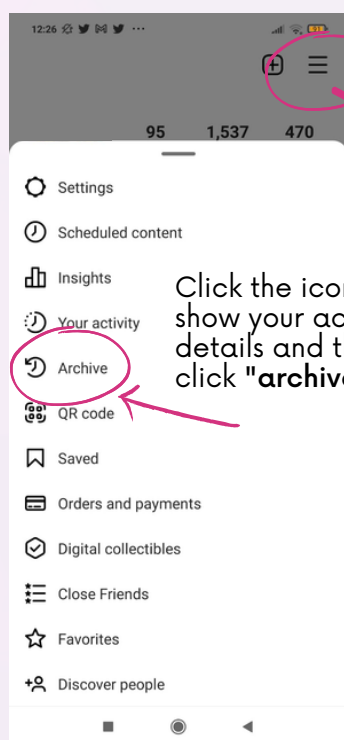 12:26
91
95 1,537 470
Settings
Scheduled content
Insights
Click the icon
Your activity
show your
details and
Archive
click "archive
QR code
Saved
Orders and payments
Digital collectibles
Close Friends
Favorites
Discover people